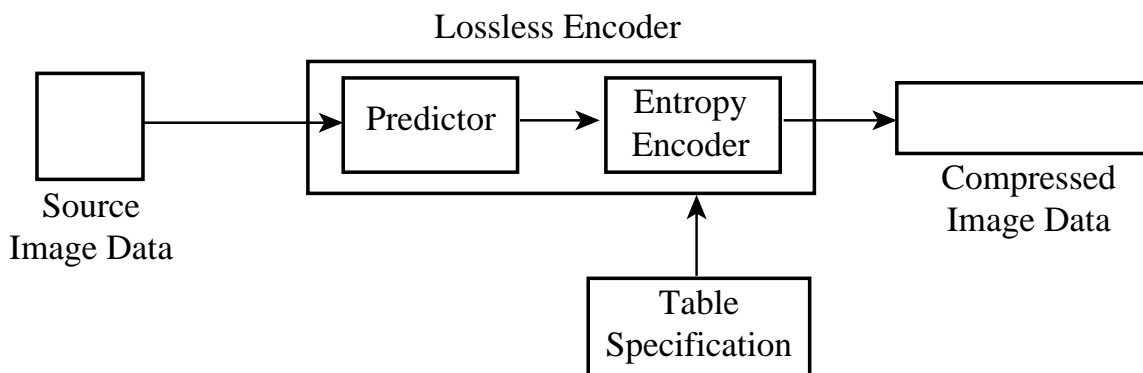 Lossless Encoder
Predictor
Entropy
Encoder
Source
Image Data
Compressed
Image Data
Table
Specification